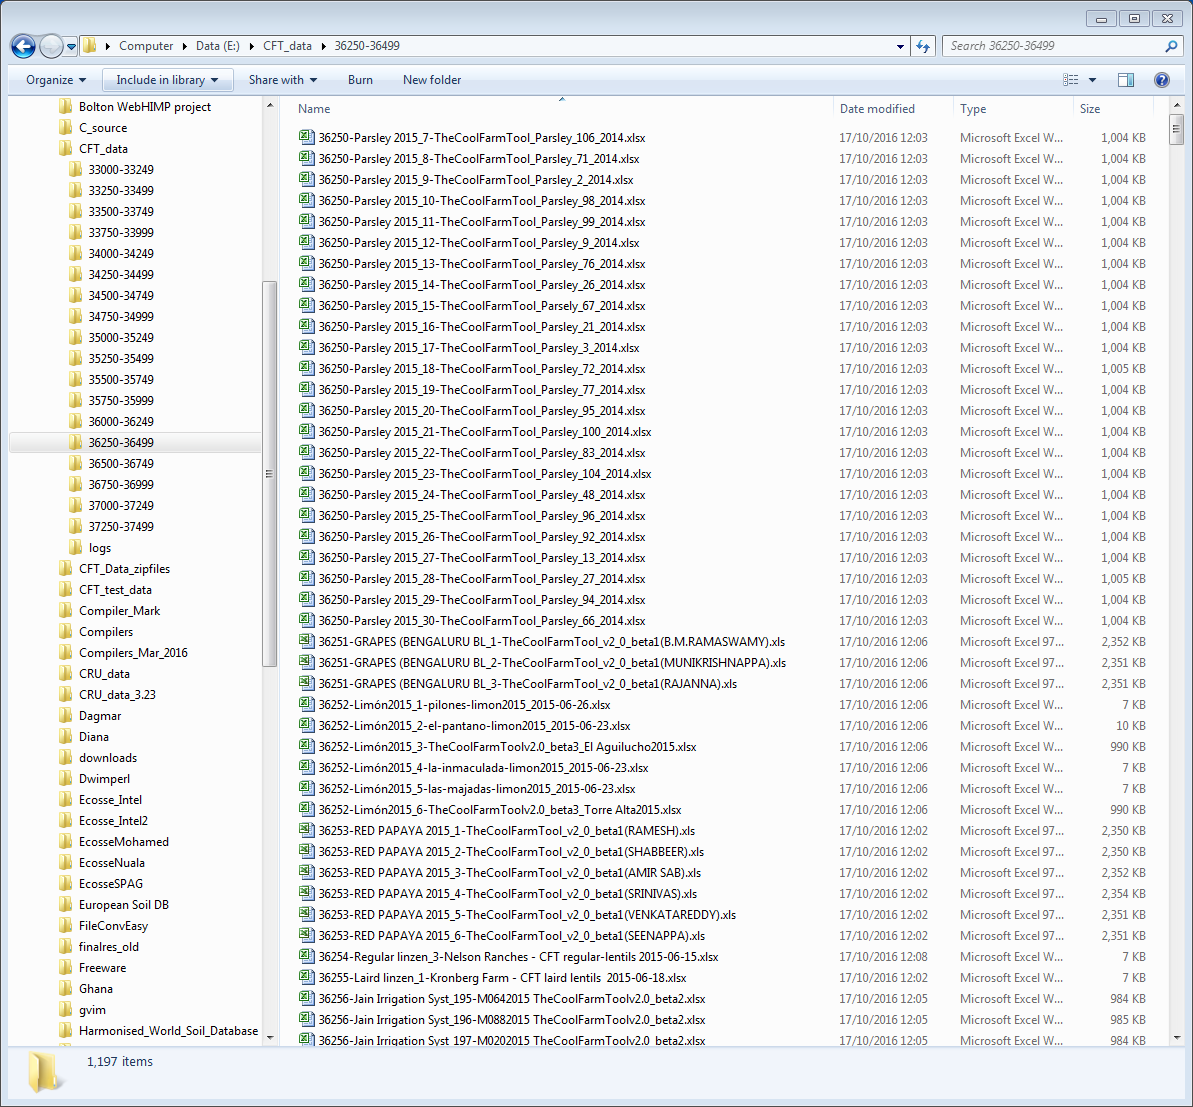 Computer Data (E:) CFT_data 36250-36499 Search 36250-36499
Organize Include in library Share with Burn New folder
Bolton WebHIMP project
C_source
CFT_data
33000-33249
33250-33499
33500-33749
33750-33999
34000-34249
34250-34499
34500-34749
34750-34999
35000-35249
35250-35499
35500-35749
35750-35999
36000-36249
36250-36499
36500-36749
36750-36999
37000-37249
37250-37499
logs
CFT_Data_zipfiles
CFT_test_data
Compiler_Mark
Compilers
Compilers_Mar_2016
CRU_data
CRU_data_3.23
Dagmar
Diana
downloads
Dwimperl
Ecosse_Intel
Ecosse_Intel2
EcosseMohamed
EcosseNuala
EcosseSPAG
European Soil DB
FileConvEasy
finalres_old
Freeware
Ghana
gvim
Harmonised_World_Soil_Database
Name Date modified Type Size
36250-Parsley 2015_7-TheCoolFarmTool_Parsley_106_2014.xlsx 17/10/2016 12:03 Microsoft Excel W... 1,004 KB
36250-Parsley 2015_8-TheCoolFarmTool_Parsley_71_2014.xlsx 17/10/2016 12:03 Microsoft Excel W... 1,004 KB
36250-Parsley 2015_9-TheCoolFarmTool_Parsley_2_2014.xlsx 17/10/2016 12:03 Microsoft Excel W... 1,004 KB
36250-Parsley 2015_10-TheCoolFarmTool_Parsley_98_2014.xlsx 17/10/2016 12:03 Microsoft Excel W... 1,004 KB
36250-Parsley 2015_11-TheCoolFarmTool_Parsley_99_2014.xlsx 17/10/2016 12:03 Microsoft Excel W... 1,004 KB
36250-Parsley 2015_12-TheCoolFarmTool_Parsley_9_2014.xlsx 17/10/2016 12:03 Microsoft Excel W... 1,004 KB
36250-Parsley 2015_13-TheCoolFarmTool_Parsley_76_2014.xlsx 17/10/2016 12:03 Microsoft Excel W... 1,004 KB
36250-Parsley 2015_14-TheCoolFarmTool_Parsley_26_2014.xlsx 17/10/2016 12:03 Microsoft Excel W... 1,004 KB
36250-Parsley 2015_15-TheCoolFarmTool_Parsely_67_2014.xlsx 17/10/2016 12:03 Microsoft Excel W... 1,004 KB
36250-Parsley 2015_16-TheCoolFarmTool_Parsley_21_2014.xlsx 17/10/2016 12:03 Microsoft Excel W... 1,004 KB
36250-Parsley 2015_17-TheCoolFarmTool_Parsley_3_2014.xlsx 17/10/2016 12:03 Microsoft Excel W... 1,004 KB
36250-Parsley 2015_18-TheCoolFarmTool_Parsley_72_2014.xlsx 17/10/2016 12:03 Microsoft Excel W... 1,005 KB
36250-Parsley 2015_19-TheCoolFarmTool_Parsley_77_2014.xlsx 17/10/2016 12:03 Microsoft Excel W... 1,004 KB
36250-Parsley 2015_20-TheCoolFarmTool_Parsley_95_2014.xlsx 17/10/2016 12:03 Microsoft Excel W... 1,004 KB
36250-Parsley 2015_21-TheCoolFarmTool_Parsley_100_2014.xlsx 17/10/2016 12:03 Microsoft Excel W... 1,004 KB
36250-Parsley 2015_22-TheCoolFarmTool_Parsley_83_2014.xlsx 17/10/2016 12:03 Microsoft Excel W... 1,004 KB
36250-Parsley 2015_23-TheCoolFarmTool_Parsley_104_2014.xlsx 17/10/2016 12:03 Microsoft Excel W... 1,004 KB
36250-Parsley 2015_24-TheCoolFarmTool_Parsley_48_2014.xlsx 17/10/2016 12:03 Microsoft Excel W... 1,004 KB
36250-Parsley 2015_25-TheCoolFarmTool_Parsley_96_2014.xlsx 17/10/2016 12:03 Microsoft Excel W... 1,004 KB
36250-Parsley 2015_26-TheCoolFarmTool_Parsley_92_2014.xlsx 17/10/2016 12:03 Microsoft Excel W... 1,004 KB
36250-Parsley 2015_27-TheCoolFarmTool_Parsley_13_2014.xlsx 17/10/2016 12:03 Microsoft Excel W... 1,004 KB
36250-Parsley 2015_28-TheCoolFarmTool_Parsley_27_2014.xlsx 17/10/2016 12:03 Microsoft Excel W... 1,005 KB
36250-Parsley 2015_29-TheCoolFarmTool_Parsley_94_2014.xlsx 17/10/2016 12:03 Microsoft Excel W... 1,004 KB
36250-Parsley 2015_30-TheCoolFarmTool_Parsley_66_2014.xlsx 17/10/2016 12:03 Microsoft Excel W... 1,004 KB
36251-GRAPES (BENGALURU BL_1-TheCoolFarmTool_v2_0_beta1(B.M.RAMASWAMY).xls 17/10/2016 12:06 Microsoft Excel 97... 2,352 KB
36251-GRAPES (BENGALURU BL_2-TheCoolFarmTool_v2_0_beta1(MUNIKRISHNAPPA).xls 17/10/2016 12:06 Microsoft Excel 97... 2,351 KB
36251-GRAPES (BENGALURU BL_3-TheCoolFarmTool_v2_0_beta1(RAJANNA).xls 17/10/2016 12:06 Microsoft Excel 97... 2,351 KB
36252-Limón2015_1-pilones-limon2015_2015-06-26.xlsx 17/10/2016 12:06 Microsoft Excel W... 7 KB
36252-Limón2015_2-el-pantano-limon2015_2015-06-23.xlsx 17/10/2016 12:06 Microsoft Excel W... 10 KB
36252-Limón2015_3-TheCoolFarmToolv2.0_beta3_El Aguilucho2015.xlsx 17/10/2016 12:06 Microsoft Excel W... 990 KB
36252-Limón2015_4-la-inmaculada-limon2015_2015-06-23.xlsx 17/10/2016 12:06 Microsoft Excel W... 7 KB
36252-Limón2015_5-las-majadas-limon2015_2015-06-23.xlsx 17/10/2016 12:06 Microsoft Excel W... 7 KB
36252-Limón2015_6-TheCoolFarmToolv2.0_beta3_Torre Alta2015.xlsx 17/10/2016 12:06 Microsoft Excel W... 990 KB
36253-RED PAPAYA 2015_1-TheCoolFarmTool_v2_0_beta1(RAMESH).xls 17/10/2016 12:02 Microsoft Excel 97... 2,350 KB
36253-RED PAPAYA 2015_2-TheCoolFarmTool_v2_0_beta1(SHABBEER).xls 17/10/2016 12:02 Microsoft Excel 97... 2,350 KB
36253-RED PAPAYA 2015_3-TheCoolFarmTool_v2_0_beta1(AMIR SAB).xls 17/10/2016 12:02 Microsoft Excel 97... 2,352 KB
36253-RED PAPAYA 2015_4-TheCoolFarmTool_v2_0_beta1(SRINIVAS).xls 17/10/2016 12:02 Microsoft Excel 97... 2,354 KB
36253-RED PAPAYA 2015_5-TheCoolFarmTool_v2_0_beta1(VENKATAREDDY).xls 17/10/2016 12:02 Microsoft Excel 97... 2,351 KB
36253-RED PAPAYA 2015_6-TheCoolFarmTool_v2_0_beta1(SEENAPPA).xls 17/10/2016 12:02 Microsoft Excel 97... 2,351 KB
36254-Regular linzen_3-Nelson Ranches - CFT regular-lentils 2015-06-15.xlsx 17/10/2016 12:08 Microsoft Excel W... 7 KB
36255-Laird linzen_1-Kronberg Farm - CFT laird lentils 2015-06-18.xlsx 17/10/2016 12:02 Microsoft Excel W... 7 KB
36256-Jain Irrigation Syst_195-M0642015 TheCoolFarmToolv2.0_beta2.xlsx 17/10/2016 12:05 Microsoft Excel W... 984 KB
36256-Jain Irrigation Syst_196-M0882015 TheCoolFarmToolv2.0_beta2.xlsx 17/10/2016 12:05 Microsoft Excel W... 985 KB
36256-Jain Irrigation Syst_197-M0202015 TheCoolFarmToolv2.0_beta2.xlsx 17/10/2016 12:05 Microsoft Excel W... 984 KB
1,197 items